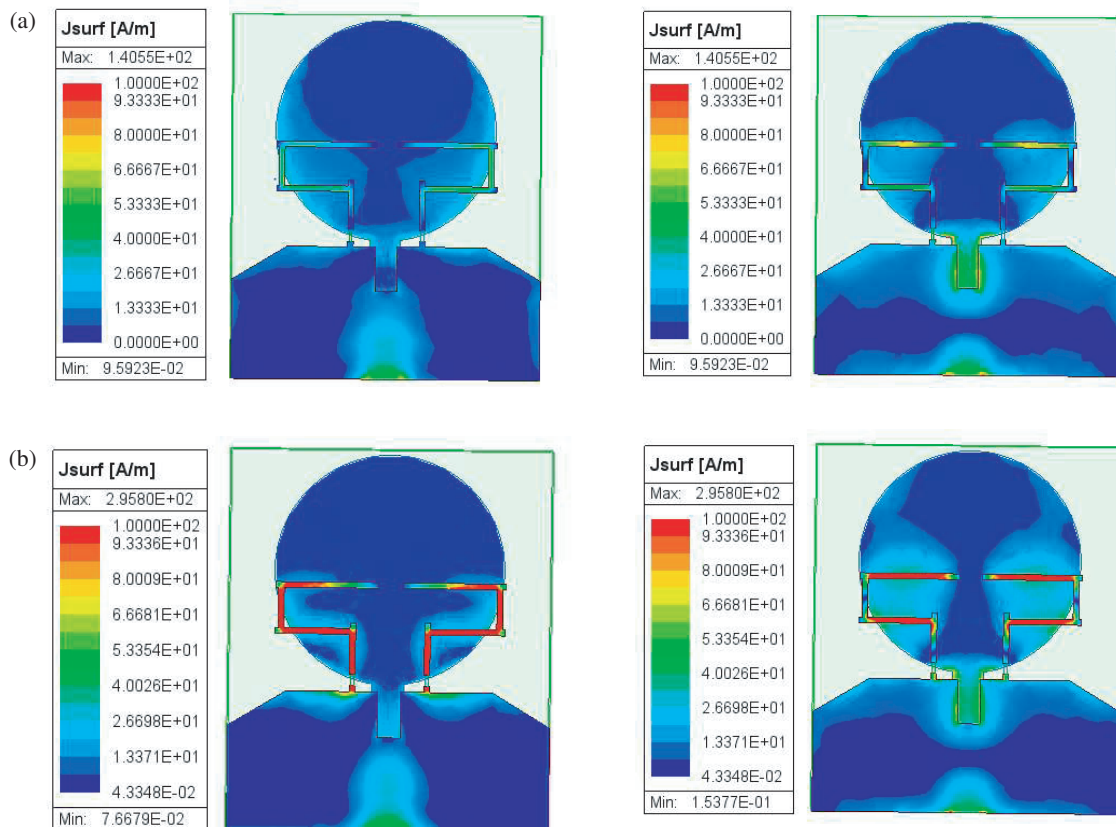 (a)
Jsurf [A/m]
Max: 1.4055E+02
1.0000E+02
9.3333E+01
8.0000E+01
6.6667E+01
5.3333E+01
4.0000E+01
2.6667E+01
1.3333E+01
0.0000E+00
Min: 9.5923E-02
Jsurf [A/m]
Max: 1.4055E+02
1.0000E+02
9.3333E+01
8.0000E+01
6.6667E+01
5.3333E+01
4.0000E+01
2.6667E+01
1.3333E+01
0.0000E+00
Min: 9.5923E-02
(b)
Jsurf [A/m]
Max: 2.9580E+02
1.0000E+02
9.3336E+01
8.0009E+01
6.6681E+01
5.3354E+01
4.0026E+01
2.6698E+01
1.3371E+01
4.3348E-02
Min: 7.6679E-02
Jsurf [A/m]
Max: 2.9580E+02
1.0000E+02
9.3336E+01
8.0009E+01
6.6681E+01
5.3354E+01
4.0026E+01
2.6698E+01
1.3371E+01
4.3348E-02
Min: 1.5377E-01